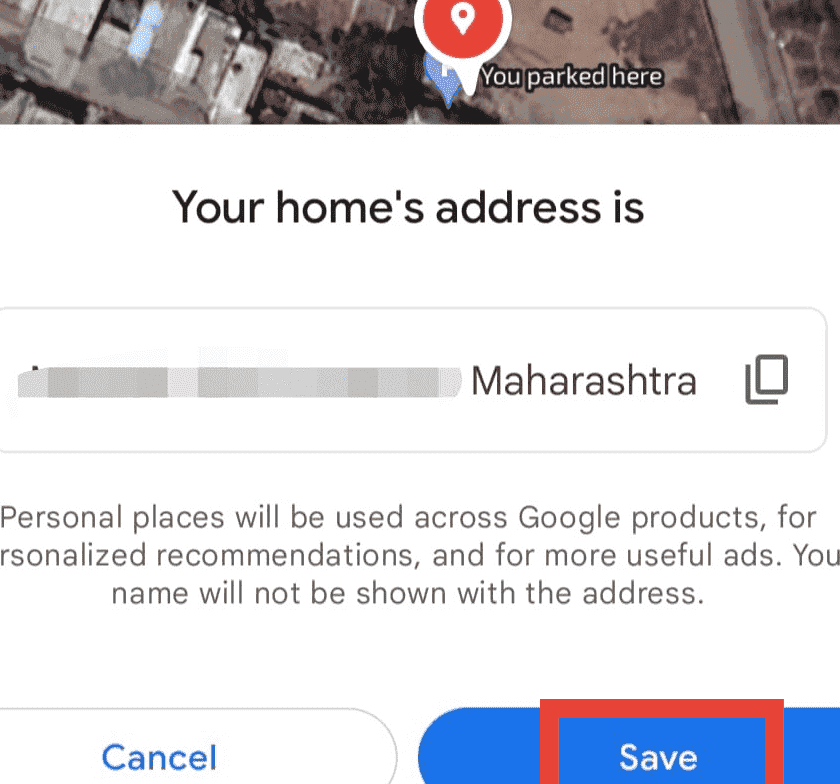 You parked here
Your home's address is
Maharashtra
Personal places will be used across Google products, for
rsonalized recommendations, and for more useful ads. You
name will not be shown with the address.
Cancel
Save